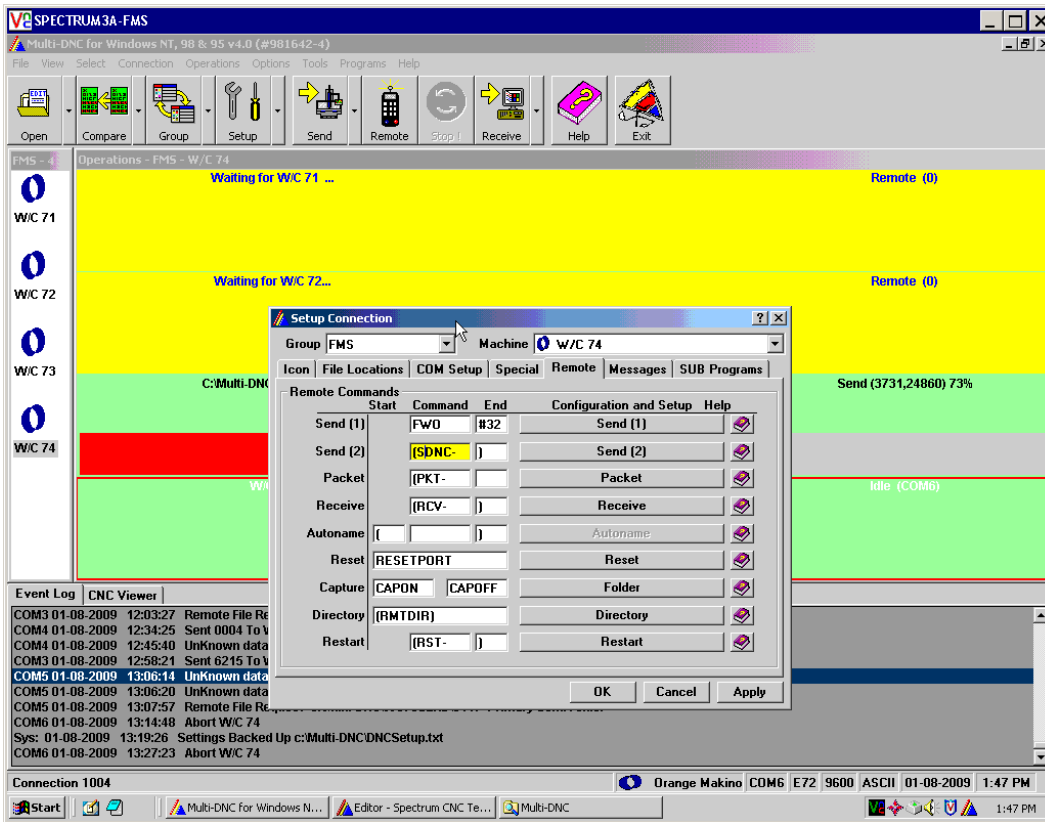 SPECTRUM3A-FMS
Multi-DNC for Windows NT, 98 & 95 v4.0 (#981642-4)
File View Select Connection Operations Options Tools Programs Help
Open Compare Group Setup Send Remote Stop ! Receive Help Exit
FMS - 4
Operations - FMS - W/C 74
Waiting for W/C 71 ... Remote (0)
W/C 71
Waiting for W/C 72... Remote (0)
W/C 72
W/C 73
C:\Multi-DNC Send (3731,24860) 73%
W/C 74
Idle (COM6)
Setup Connection
Group FMS Machine W/C 74
Icon File Locations COM Setup Special Remote Messages SUB Programs
Remote Commands
Start Command End Configuration and Setup Help
Send (1) FWO #32 Send (1)
Send (2) (SDNC- ) Send (2)
Packet (PKT- Packet
Receive (RCV- ) Receive
Autoname ( ) Autoname
Reset RESETPORT Reset
Capture CAPON CAPOFF Folder
Directory (RMTDIR) Directory
Restart (RST- ) Restart
OK Cancel Apply
Event Log CNC Viewer
COM3 01-08-2009 12:03:27 Remote File Re
COM4 01-08-2009 12:34:25 Sent 0004 To W
COM4 01-08-2009 12:45:40 UnKnown data
COM3 01-08-2009 12:58:21 Sent 6215 To W
COM5 01-08-2009 13:06:14 UnKnown data
COM5 01-08-2009 13:06:20 UnKnown data
COM5 01-08-2009 13:07:57 Remote File
COM6 01-08-2009 13:14:48 Abort W/C 74
Sys: 01-08-2009 13:19:26 Settings Backed Up c:\Multi-DNC\DNCSetup.txt
COM6 01-08-2009 13:27:23 Abort W/C 74
Connection 1004 Orange Makino COM6 E72 9600 ASCII 01-08-2009 1:47 PM
Start Multi-DNC for Windows N... Editor - Spectrum CNC Te... Multi-DNC 1:47 PM